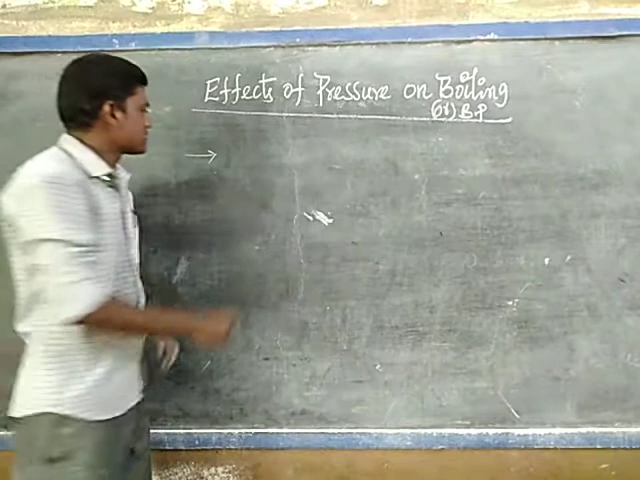 Effects of Pressure on Boiling
(or) B.P
→